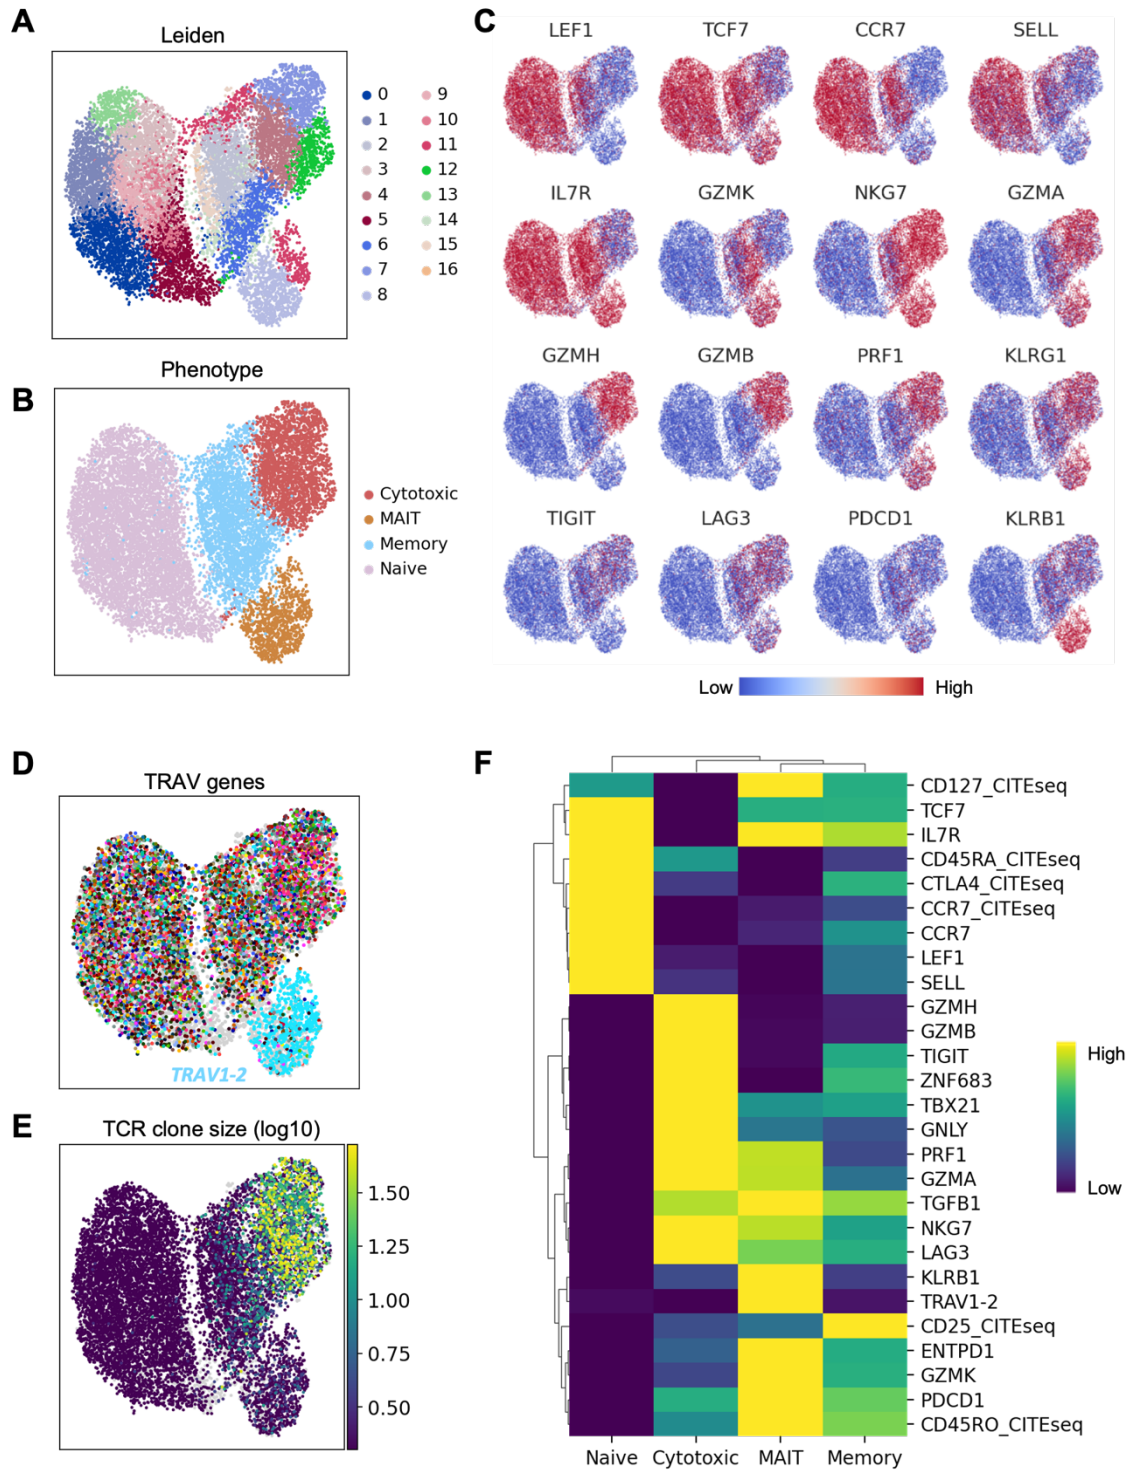 A
Leiden
0
1
2
3
4
5
6
7
8
9
10
11
12
13
14
15
16
B
Phenotype
Cytotoxic
MAIT
Memory
Naive
C
LEF1 TCF7 CCR7 SELL
IL7R GZMK NKG7 GZMA
GZMH GZMB PRF1 KLRG1
TIGIT LAG3 PDCD1 KLRB1
Low High
D
TRAV genes
TRAV1-2
E
TCR clone size (log10)
1.50
1.25
1.00
0.75
0.50
F
CD127_CITEseq
TCF7
IL7R
CD45RA_CITEseq
CTLA4_CITEseq
CCR7_CITEseq
CCR7
LEF1
SELL
GZMH
GZMB
TIGIT
ZNF683
TBX21
GNLY
PRF1
GZMA
TGFB1
NKG7
LAG3
KLRB1
TRAV1-2
CD25_CITEseq
ENTPD1
GZMK
PDCD1
CD45RO_CITEseq
Naive Cytotoxic MAIT Memory
High
Low